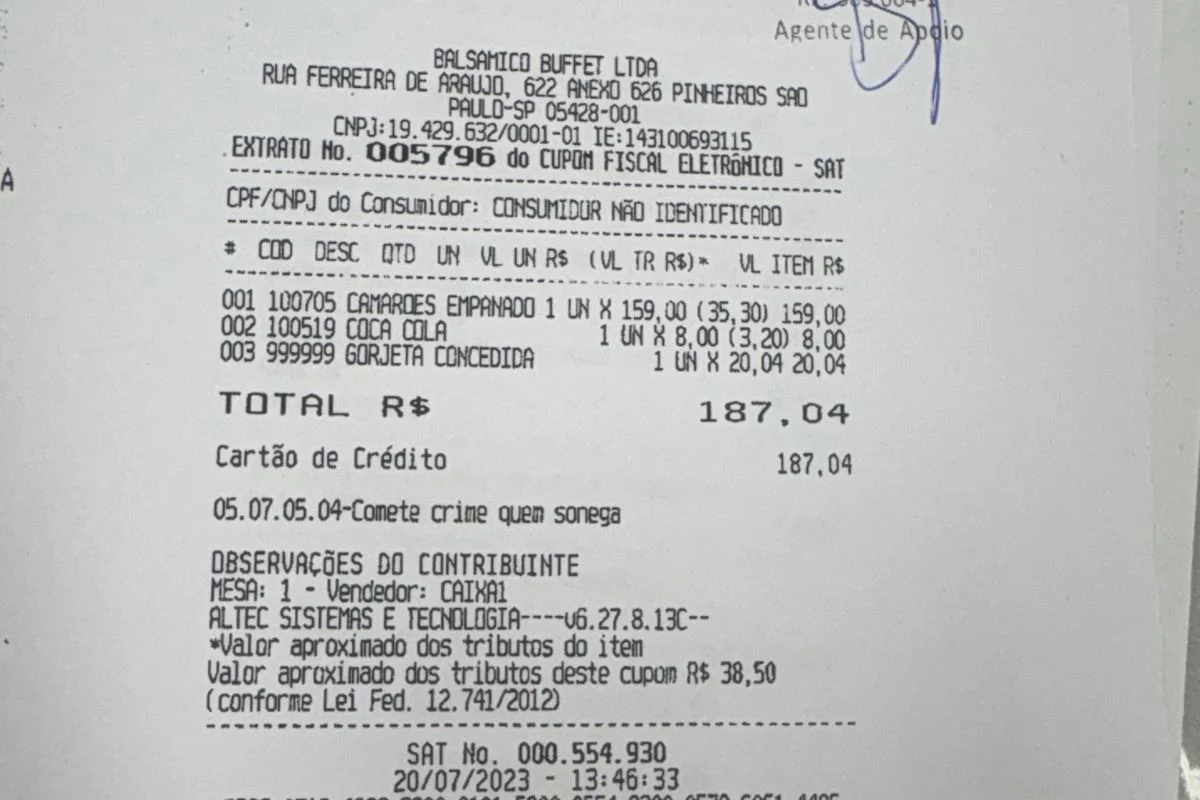 Agente de Apoio
A
BALSAMICO BUFFET LTDA
RUA FERREIRA DE ARAUJO, 622 ANEXO 626 PINHEIROS SAO
PAULO-SP 05428-001
CNPJ:19.429.632/0001-01 IE:143100693115
EXTRATO No. 005796 do CUPOM FISCAL ELETRÔNICO - SAT
CPF/CNPJ do Consumidor: CONSUMIDOR NÃO IDENTIFICADO
# COD DESC QTD UN VL UN R$ (VL TR R$)* VL ITEM R$
001 100705 CAMAROES EMPANADO 1 UN X 159,00 (35,30) 159,00
002 100519 COCA COLA 1 UN X 8,00 (3,20) 8,00
003 999999 GORJETA CONCEDIDA 1 UN X 20,04 20,04
TOTAL R$ 187,04
Cartão de Crédito 187,04
05.07.05.04-Comete crime quem sonega
OBSERVAÇÕES DO CONTRIBUINTE
MESA: 1 - Vendedor: CAIXA1
ALTEC SISTEMAS E TECNOLOGIA----v6.27.8.13C--
*Valor aproximado dos tributos do item
Valor aproximado dos tributos deste cupom R$ 38,50
(conforme Lei Fed. 12.741/2012)
SAT No. 000.554.930
20/07/2023 - 13:46:33